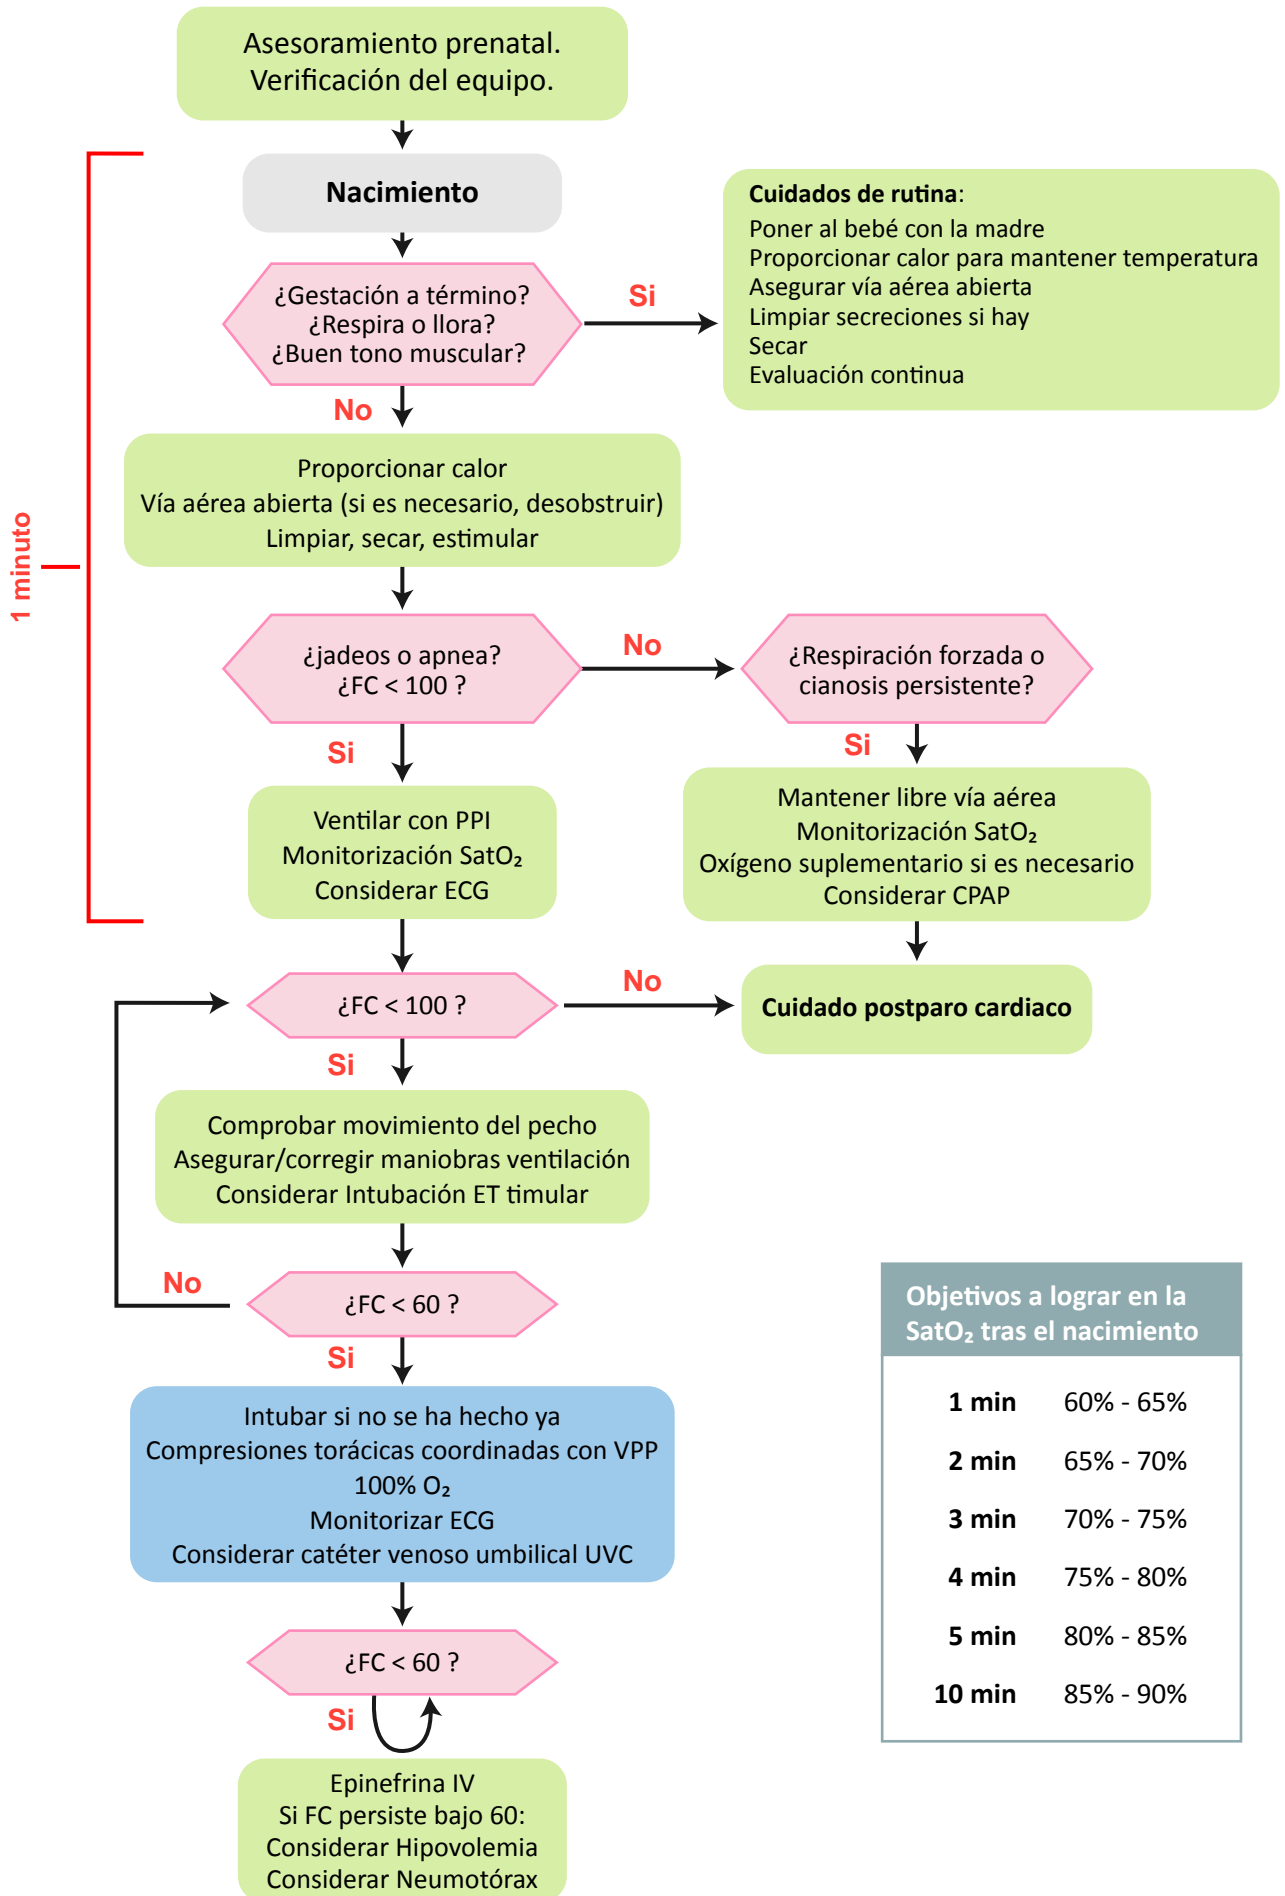 Asesoramiento prenatal.
Verificación del equipo.
Nacimiento
¿Gestación a término?
¿Respira o llora?
¿Buen tono muscular?
Si
Cuidados de rutina:
Poner al bebé con la madre
Proporcionar calor para mantener temperatura
Asegurar vía aérea abierta
Limpiar secreciones si hay
Secar
Evaluación continua
No
Proporcionar calor
Vía aérea abierta (si es necesario, desobstruir)
Limpiar, secar, estimular
1 minuto
¿jadeos o apnea?
¿FC < 100 ?
No
¿Respiración forzada o
cianosis persistente?
Si
Si
Ventilar con PPI
Monitorización SatO₂
Considerar ECG
Mantener libre vía aérea
Monitorización SatO₂
Oxígeno suplementario si es necesario
Considerar CPAP
¿FC < 100 ?
No
Cuidado postparo cardiaco
Si
Comprobar movimiento del pecho
Asegurar/corregir maniobras ventilación
Considerar Intubación ET timular
No
¿FC < 60 ?
Si
Intubar si no se ha hecho ya
Compresiones torácicas coordinadas con VPP
100% O₂
Monitorizar ECG
Considerar catéter venoso umbilical UVC
¿FC < 60 ?
Si
Epinefrina IV
Si FC persiste bajo 60:
Considerar Hipovolemia
Considerar Neumotórax
Objetivos a lograr en la
SatO₂ tras el nacimiento
1 min 60% - 65%
2 min 65% - 70%
3 min 70% - 75%
4 min 75% - 80%
5 min 80% - 85%
10 min 85% - 90%